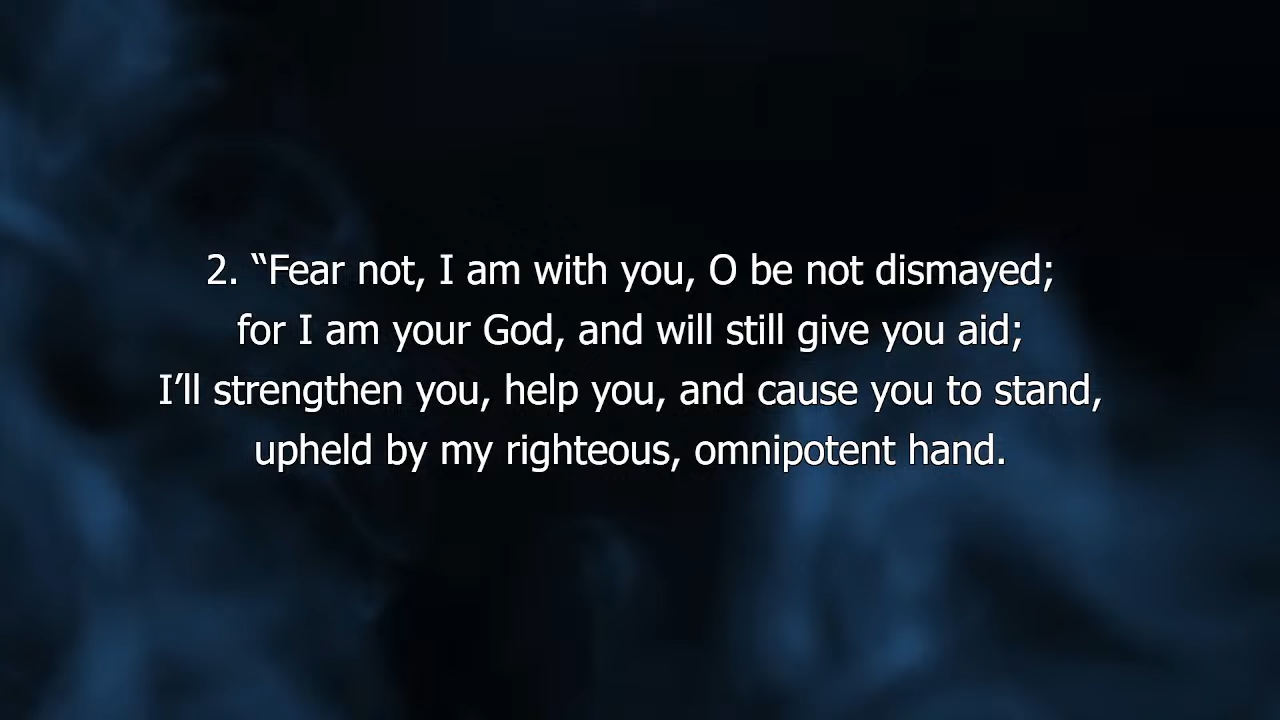 2. “Fear not, I am with you, O be not dismayed;
for I am your God, and will still give you aid;
I’ll strengthen you, help you, and cause you to stand,
upheld by my righteous, omnipotent hand.